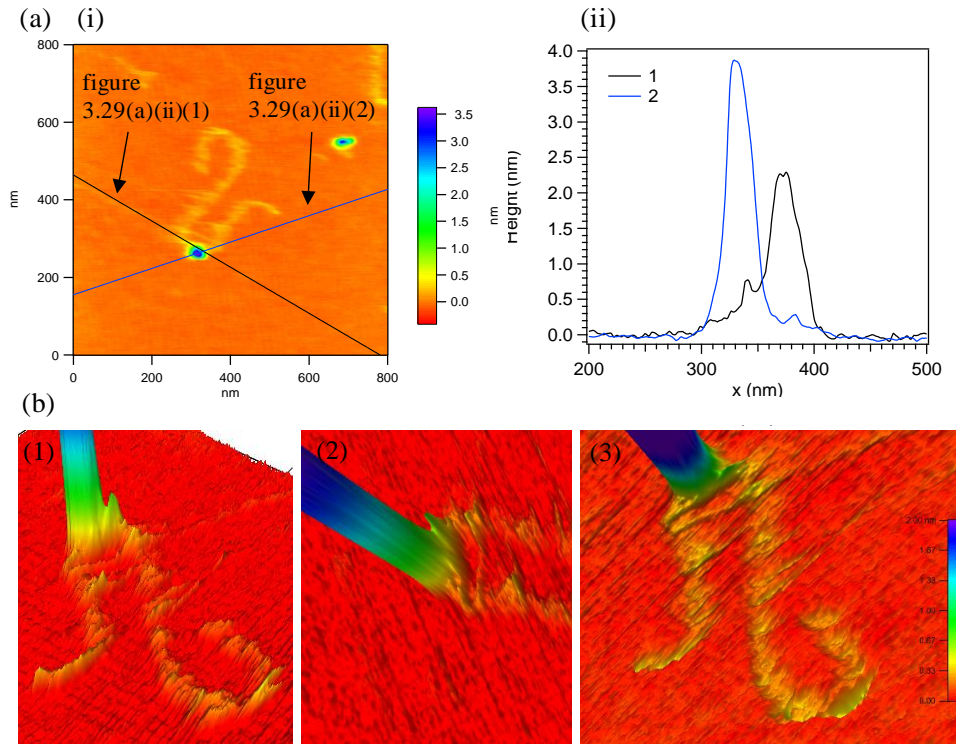 (a) (i) (ii)
figure
3.29(a)(ii)(1)
figure
3.29(a)(ii)(2)
800
600
400
200
0
nm
0 200 400 600 800
nm
3.5
3.0
2.5
2.0
1.5
1.0
0.5
0.0
nm
Height (nm)
4.0
3.5
3.0
2.5
2.0
1.5
1.0
0.5
0.0
1
2
200 300 400 500
x (nm)
(b)
(1) (2) (3)
2.00 nm
1.67
1.33
1.00
0.67
0.33
0.00